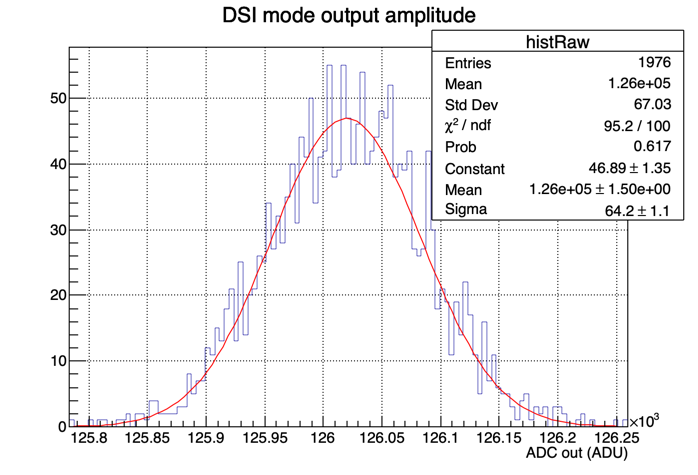 DSI mode output amplitude
histRaw
Entries 1976
Mean 1.26e+05
Std Dev 67.03
χ² / ndf 95.2 / 100
Prob 0.617
Constant 46.89 ± 1.35
Mean 1.26e+05 ± 1.50e+00
Sigma 64.2 ± 1.1
50
40
30
20
10
0
×10³
125.8 125.85 125.9 125.95 126 126.05 126.1 126.15 126.2 126.25
ADC out (ADU)